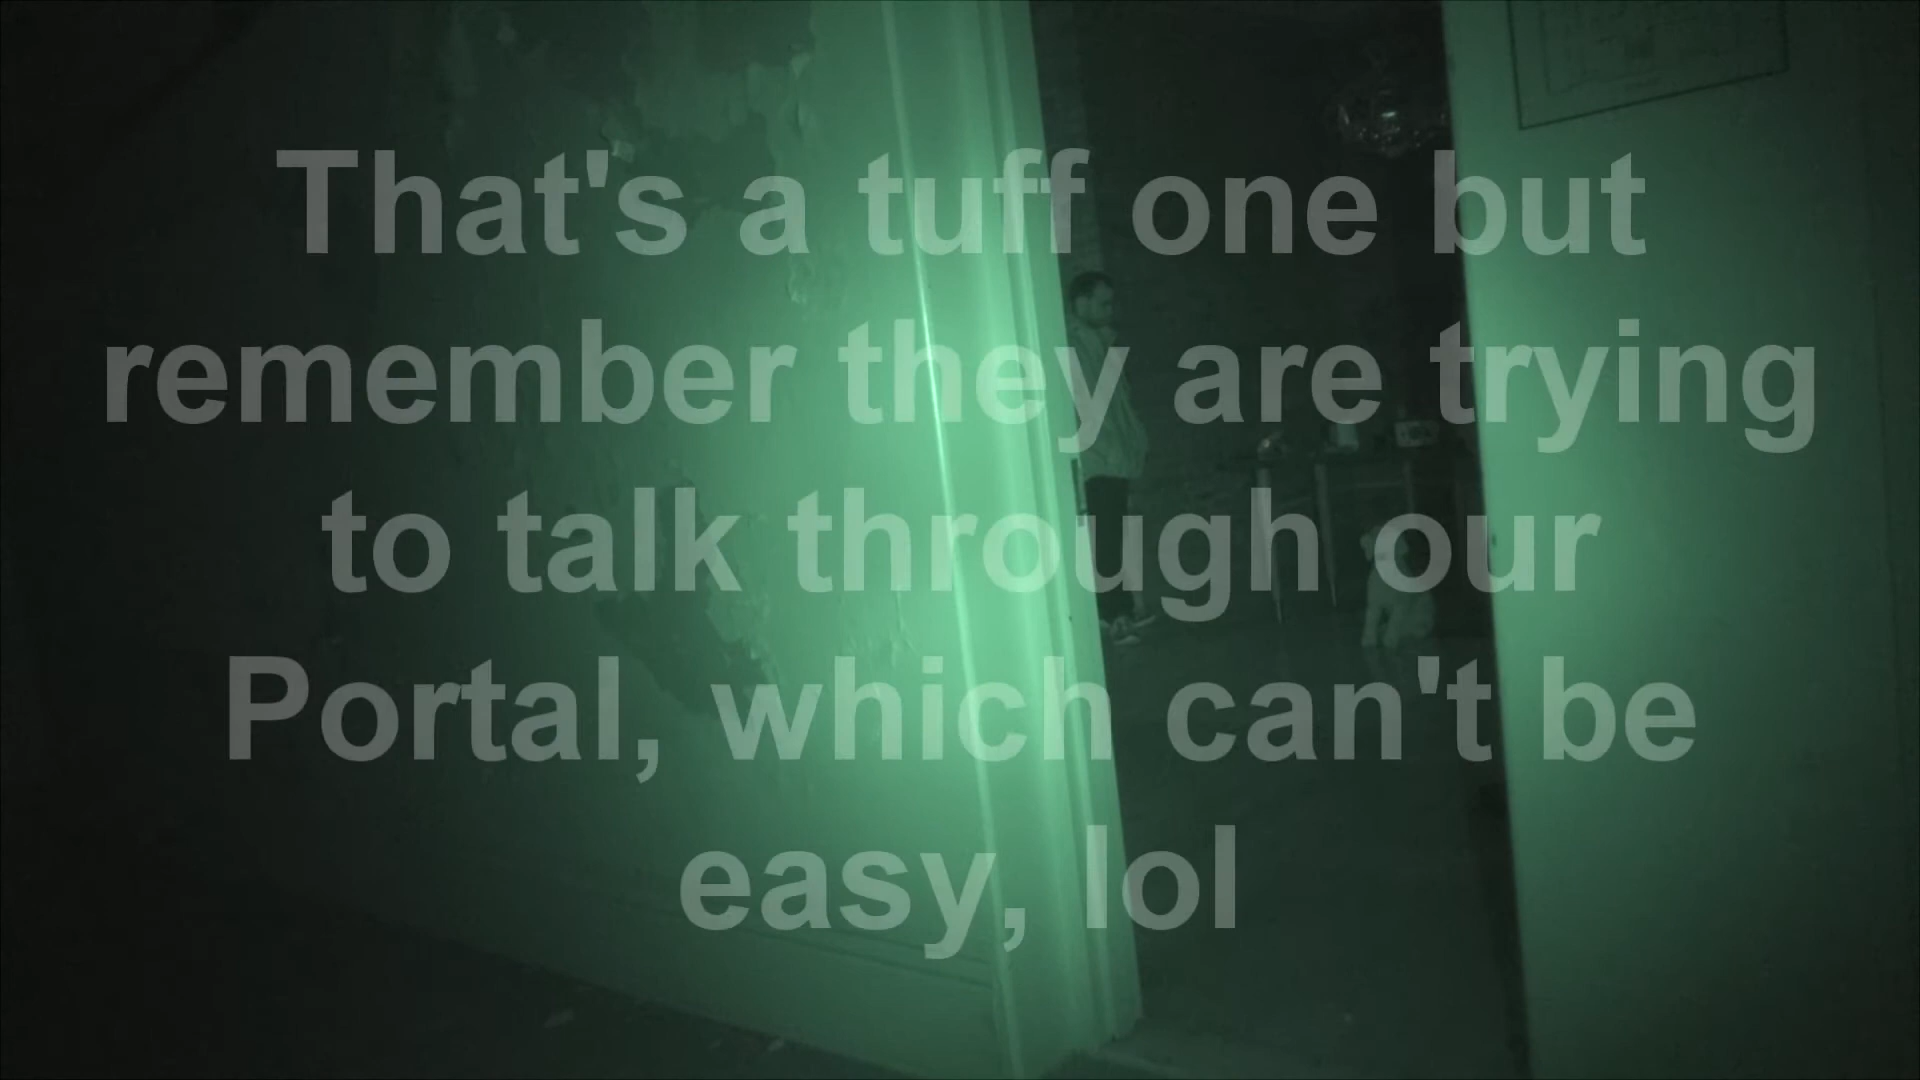 That's a tuff one but
remember they are trying
to talk through our
Portal, which can't be
easy, lol